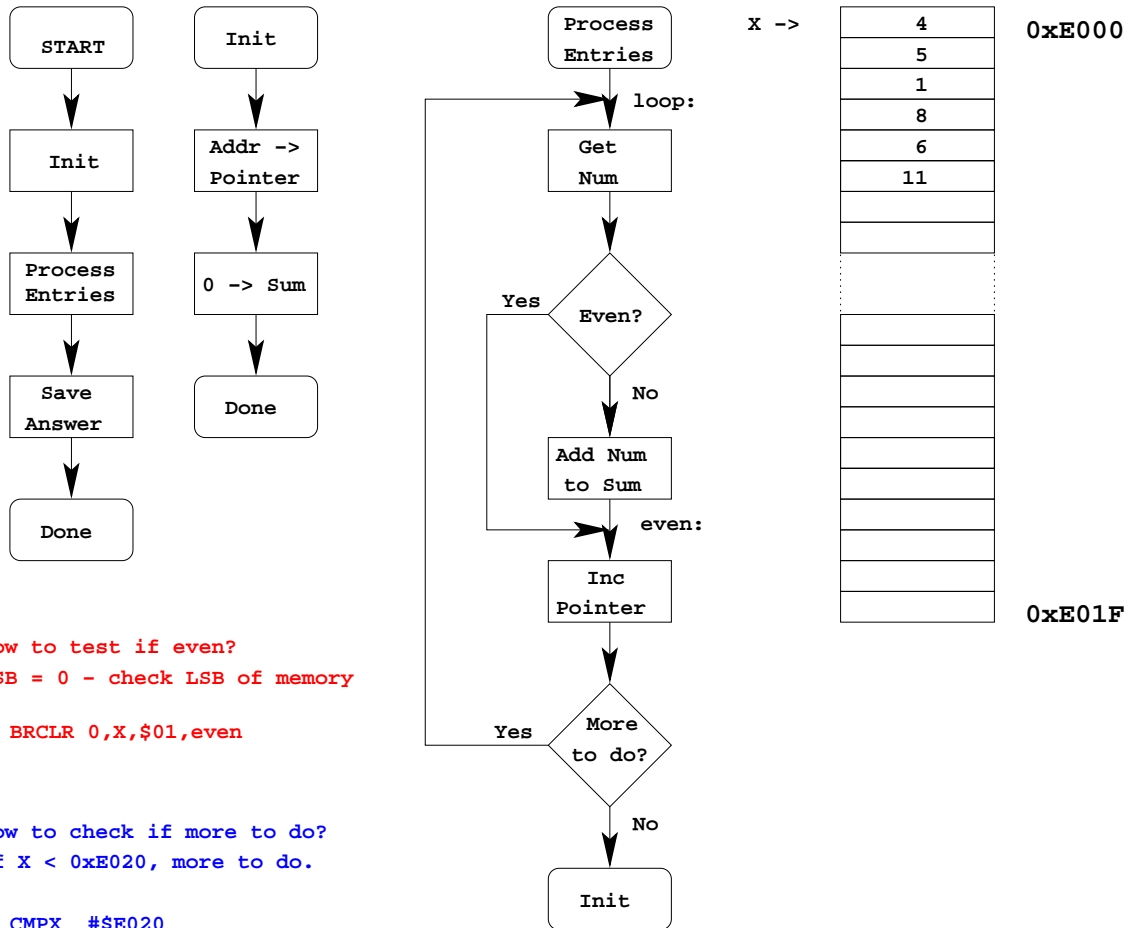 START
Init
Process
Entries
Save
Answer
Done
Init
Addr ->
Pointer
0 -> Sum
Done
Process
Entries
loop:
Get
Num
Even?
Yes
No
Add Num
to Sum
even:
Inc
Pointer
More
to do?
Yes
No
Init
X ->
4
5
1
8
6
11
0xE000
0xE01F
ow to test if even?
SB = 0 - check LSB of memory
BRCLR 0,X,$01,even
ow to check if more to do?
f X < 0xE020, more to do.
CMPX #$E020